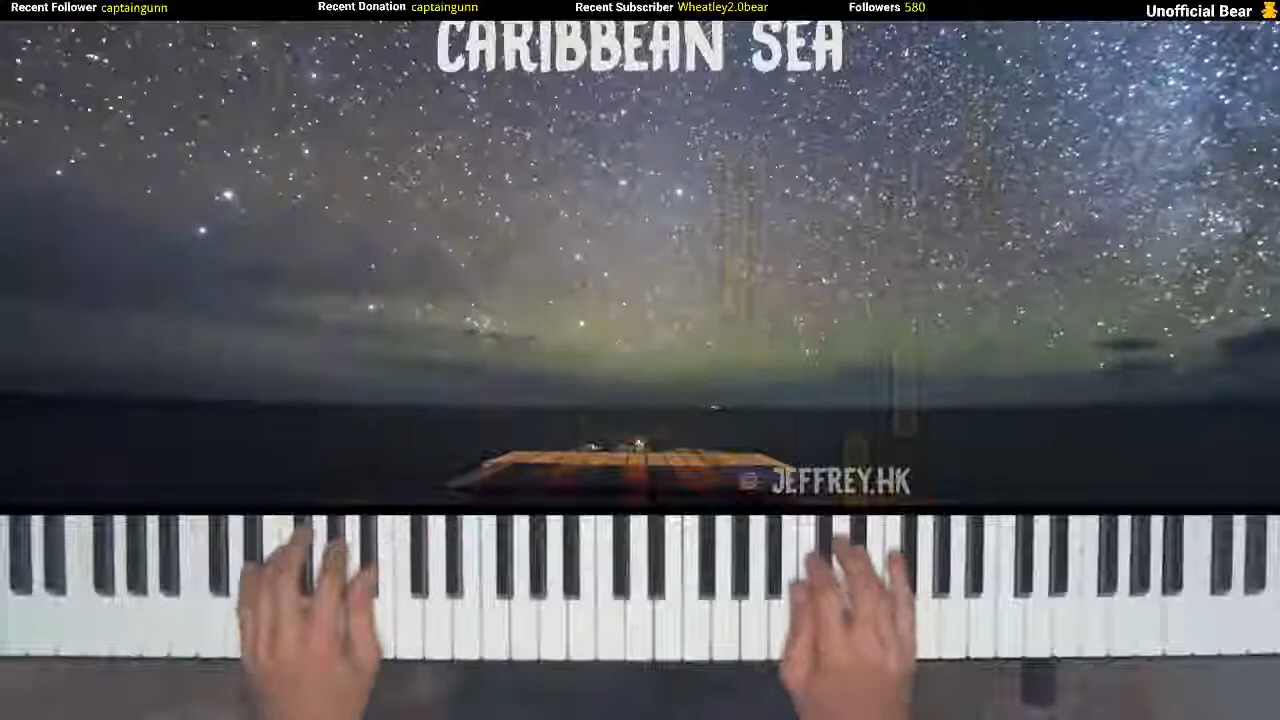 Recent Follower captaingunn
Recent Donation captaingunn
Recent Subscriber Wheatley2.0bear
Followers 580
Unofficial Bear
CARIBBEAN SEA
JEFFREY.HK